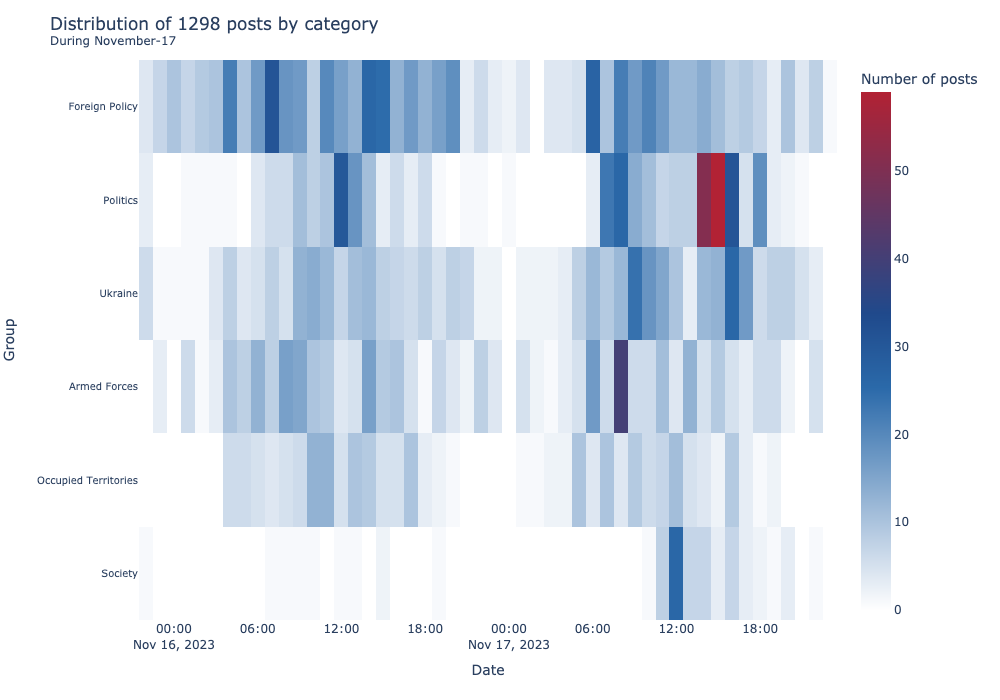 Distribution of 1298 posts by category
During November-17
Number of posts
Foreign Policy
Politics
Ukraine
Armed Forces
Occupied Territories
Society
Group
50
40
30
20
10
0
00:00
Nov 16, 2023
06:00
12:00
18:00
00:00
Nov 17, 2023
06:00
12:00
18:00
Date